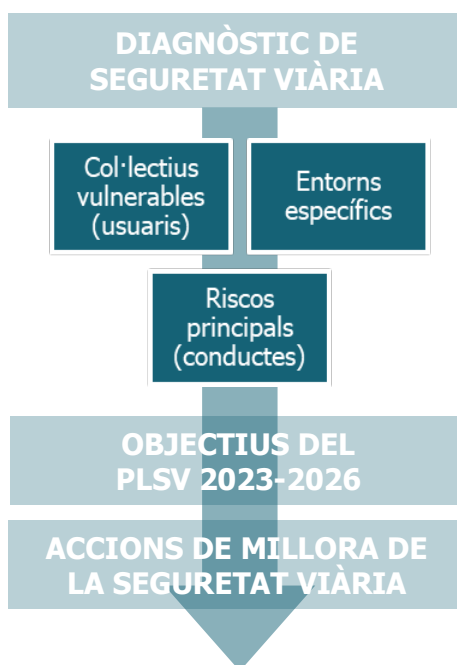 DIAGNÒSTIC DE
SEGURETAT VIÀRIA
Col·lectius
vulnerables
(usuaris)
Entorns
específics
Riscos
principals
(conductes)
OBJECTIUS DEL
PLSV 2023-2026
ACCIONS DE MILLORA DE
LA SEGURETAT VIÀRIA